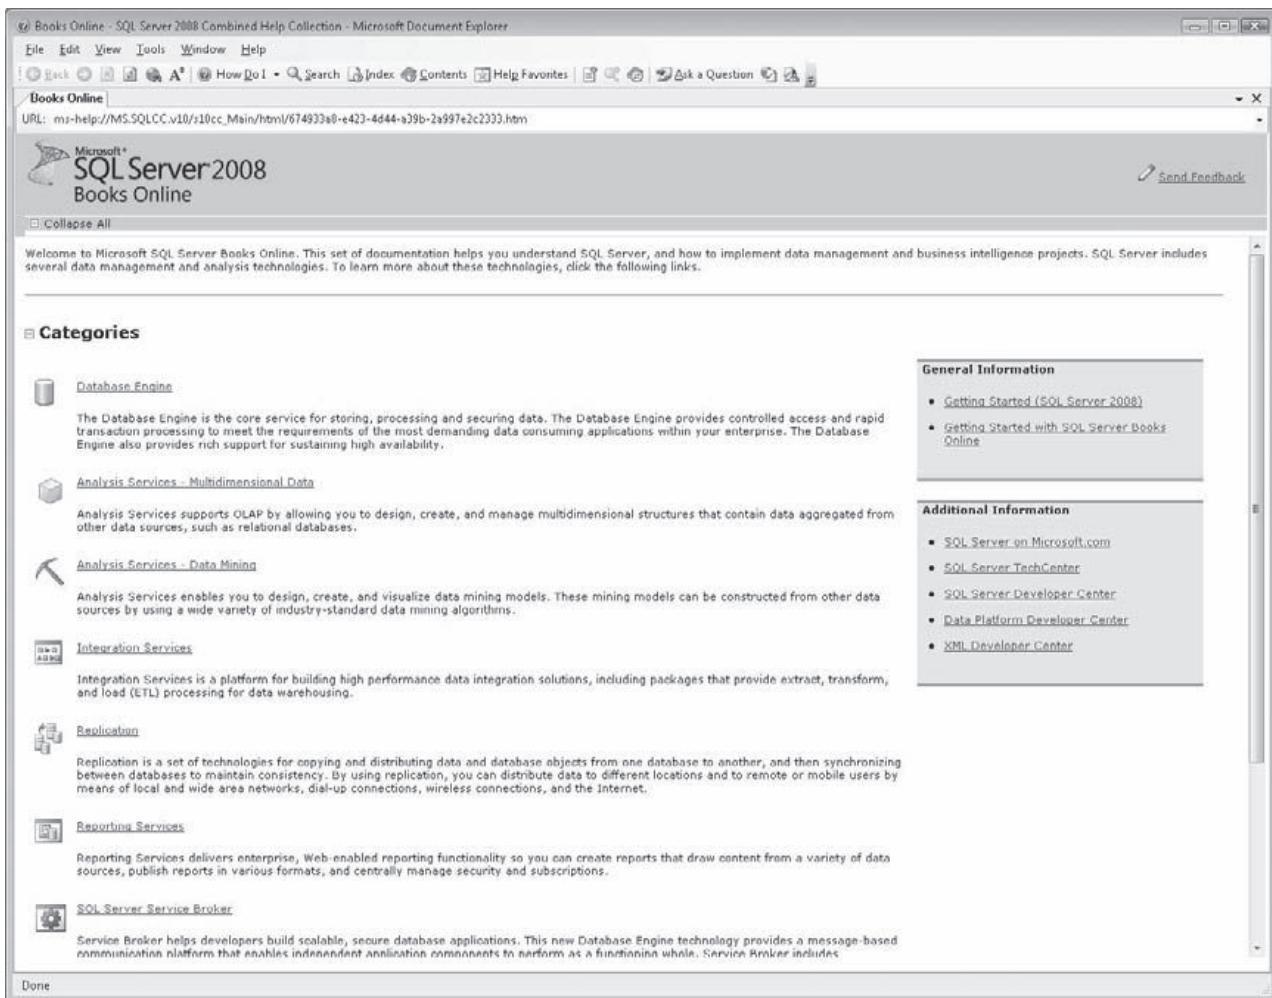 Books Online - SQL Server 2008 Combined Help Collection - Microsoft Document Explorer
File Edit View Tools Window Help
Back How Do I Search Index Contents Help Favorites Ask a Question
Books Online
URL: ms-help://MS.SQLCC.v10/s10cc_Main/html/674933a8-e423-4d44-a39b-2a997e2c2333.htm
Microsoft®
SQL Server 2008
Books Online
Send Feedback
Collapse All
Welcome to Microsoft SQL Server Books Online. This set of documentation helps you understand SQL Server, and how to implement data management and business intelligence projects. SQL Server includes
several data management and analysis technologies. To learn more about these technologies, click the following links.
Categories
Database Engine
The Database Engine is the core service for storing, processing and securing data. The Database Engine provides controlled access and rapid
transaction processing to meet the requirements of the most demanding data consuming applications within your enterprise. The Database
Engine also provides rich support for sustaining high availability.
Analysis Services - Multidimensional Data
Analysis Services supports OLAP by allowing you to design, create, and manage multidimensional structures that contain data aggregated from
other data sources, such as relational databases.
Analysis Services - Data Mining
Analysis Services enables you to design, create, and visualize data mining models. These mining models can be constructed from other data
sources by using a wide variety of industry-standard data mining algorithms.
Integration Services
Integration Services is a platform for building high performance data integration solutions, including packages that provide extract, transform,
and load (ETL) processing for data warehousing.
Replication
Replication is a set of technologies for copying and distributing data and database objects from one database to another, and then synchronizing
between databases to maintain consistency. By using replication, you can distribute data to different locations and to remote or mobile users by
means of local and wide area networks, dial-up connections, wireless connections, and the Internet.
Reporting Services
Reporting Services delivers enterprise, Web-enabled reporting functionality so you can create reports that draw content from a variety of data
sources, publish reports in various formats, and centrally manage security and subscriptions.
SQL Server Service Broker
Service Broker helps developers build scalable, secure database applications. This new Database Engine technology provides a message-based
communication platform that enables independent application components to perform as a functioning whole. Service Broker includes
General Information
Getting Started (SQL Server 2008)
Getting Started with SQL Server Books
Online
Additional Information
SQL Server on Microsoft.com
SQL Server TechCenter
SQL Server Developer Center
Data Platform Developer Center
XML Developer Center
Done